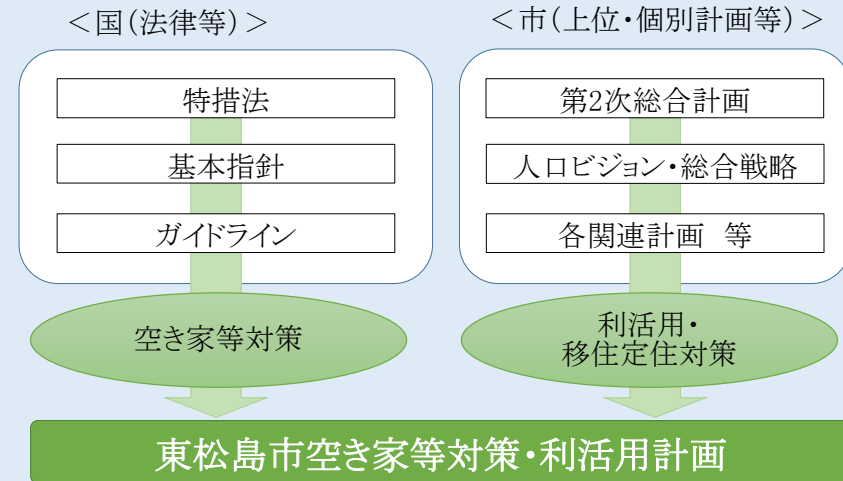 ＜国(法律等)＞
特措法
基本指針
ガイドライン
空き家等対策
＜市(上位・個別計画等)＞
第2次総合計画
人口ビジョン・総合戦略
各関連計画　等
利活用・
移住定住対策
東松島市空き家等対策・利活用計画